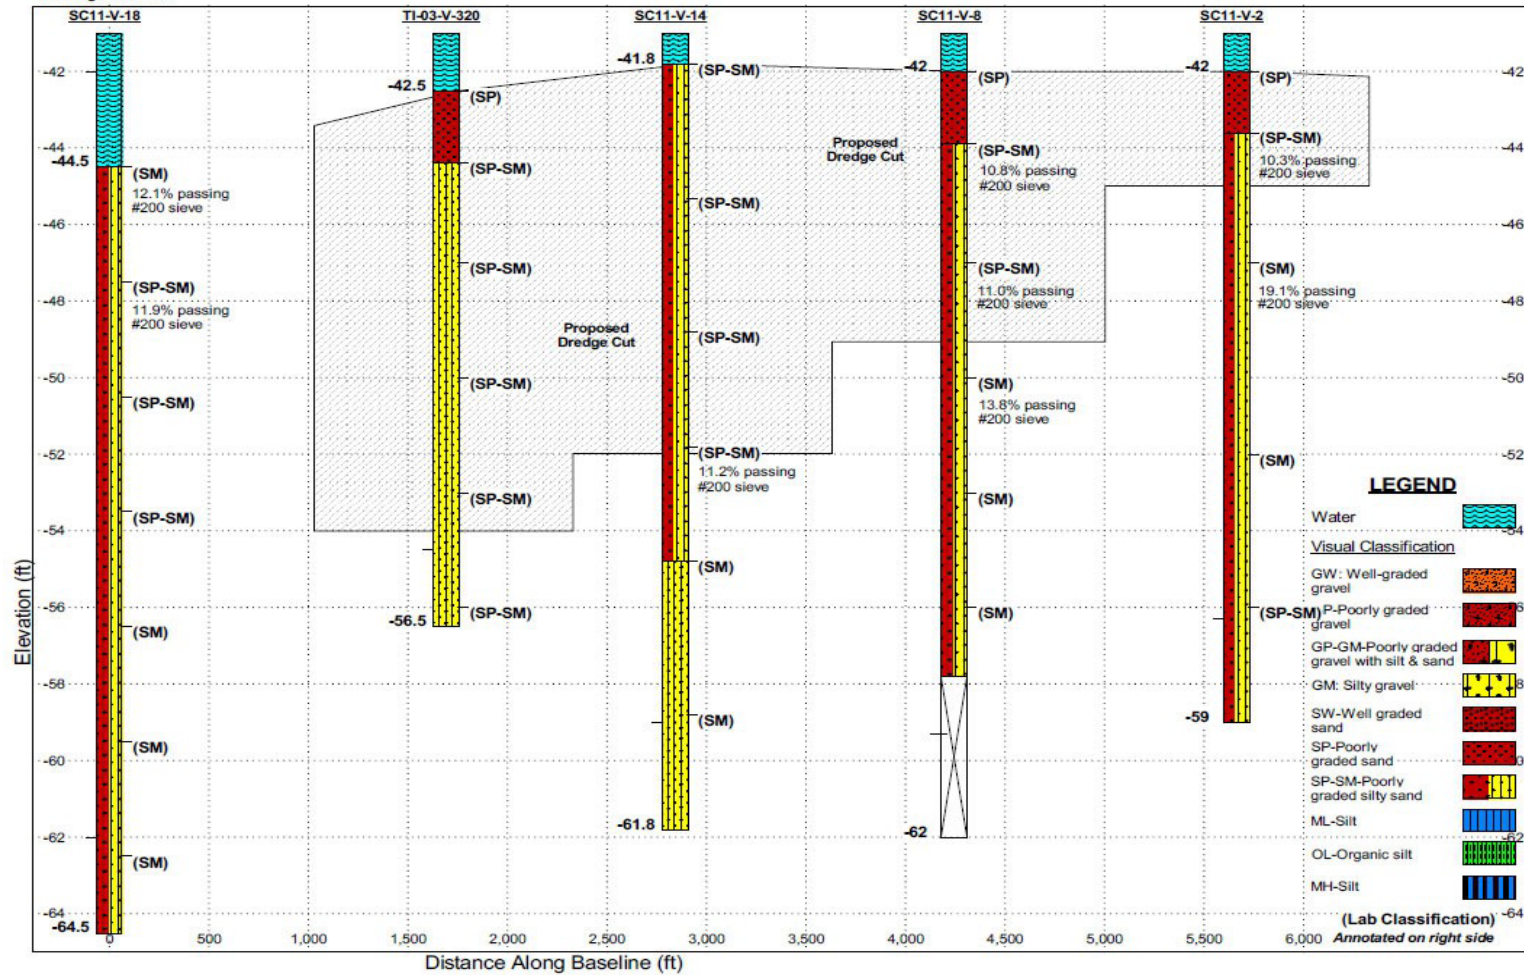 SC11-V-18 TI-03-V-320 SC11-V-14 SC11-V-8 SC11-V-2
-42
-44
-46
-48
-50
-52
-54
-56
-58
-60
-62
-64
Elevation (ft)
-44.5
(SM)
12.1% passing
#200 sieve
(SP-SM)
11.9% passing
#200 sieve
(SP-SM)
(SP-SM)
(SM)
(SM)
(SM)
-64.5
-42.5
(SP)
(SP-SM)
(SP-SM)
(SP-SM)
(SP-SM)
(SP-SM)
-56.5
Proposed
Dredge Cut
-41.8
(SP-SM)
(SP-SM)
(SP-SM)
(SP-SM)
11.2% passing
#200 sieve
(SM)
(SM)
-61.8
Proposed
Dredge Cut
-42
(SP)
(SP-SM)
10.8% passing
#200 sieve
(SP-SM)
11.0% passing
#200 sieve
(SM)
13.8% passing
#200 sieve
(SM)
(SM)
-62
-42
(SP)
(SP-SM)
10.3% passing
#200 sieve
(SM)
19.1% passing
#200 sieve
(SM)
(SP-SM)
-59
-42
-44
-46
-48
-50
-52
-54
-62
-64
LEGEND
Water
Visual Classification
GW: Well-graded
gravel
P-Poorly graded
gravel
GP-GM-Poorly graded
gravel with silt & sand
GM: Silty gravel
SW-Well graded
sand
SP-Poorly
graded sand
SP-SM-Poorly
graded silty sand
ML-Silt
OL-Organic silt
MH-Silt
(Lab Classification)
Annotated on right side
0 500 1,000 1,500 2,000 2,500 3,000 3,500 4,000 4,500 5,000 5,500 6,000
Distance Along Baseline (ft)